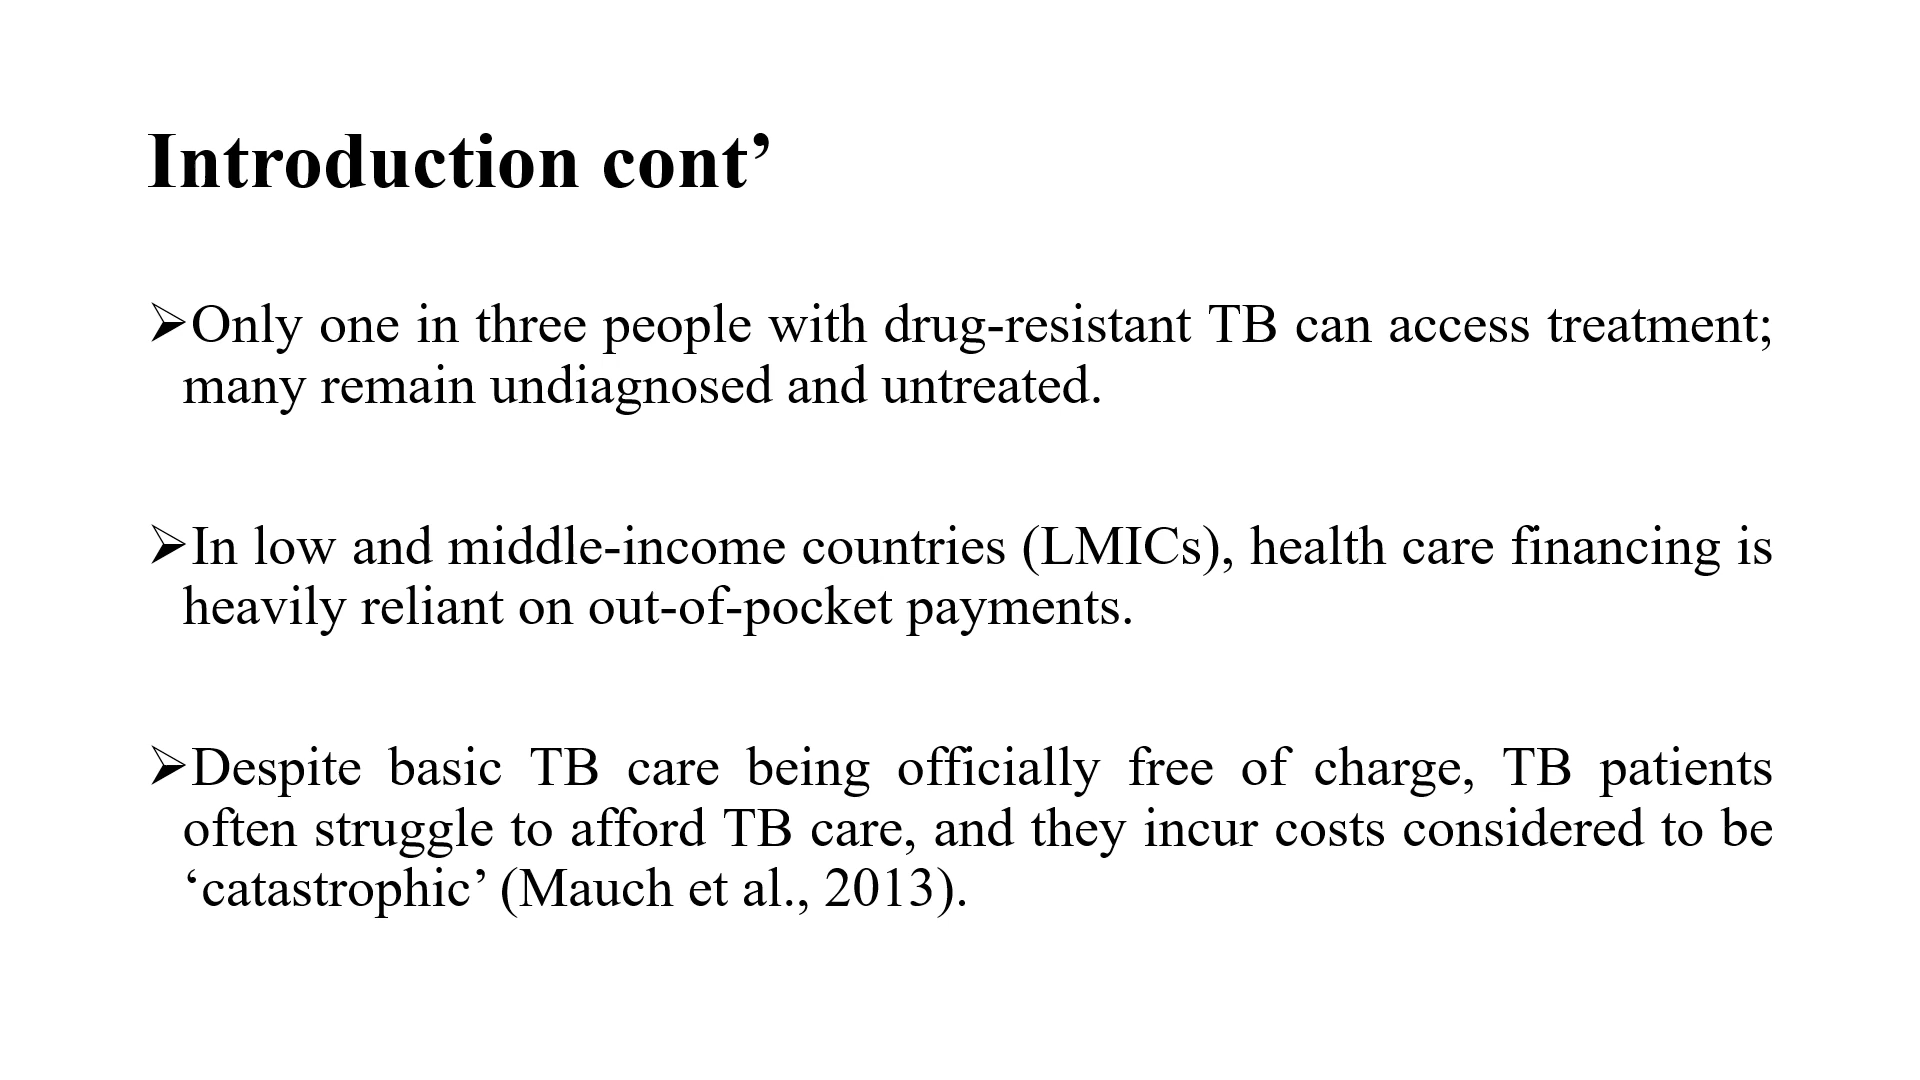 Introduction cont’
➢Only one in three people with drug-resistant TB can access treatment;
many remain undiagnosed and untreated.
➢In low and middle-income countries (LMICs), health care financing is
heavily reliant on out-of-pocket payments.
➢Despite basic TB care being officially free of charge, TB patients
often struggle to afford TB care, and they incur costs considered to be
‘catastrophic’ (Mauch et al., 2013).